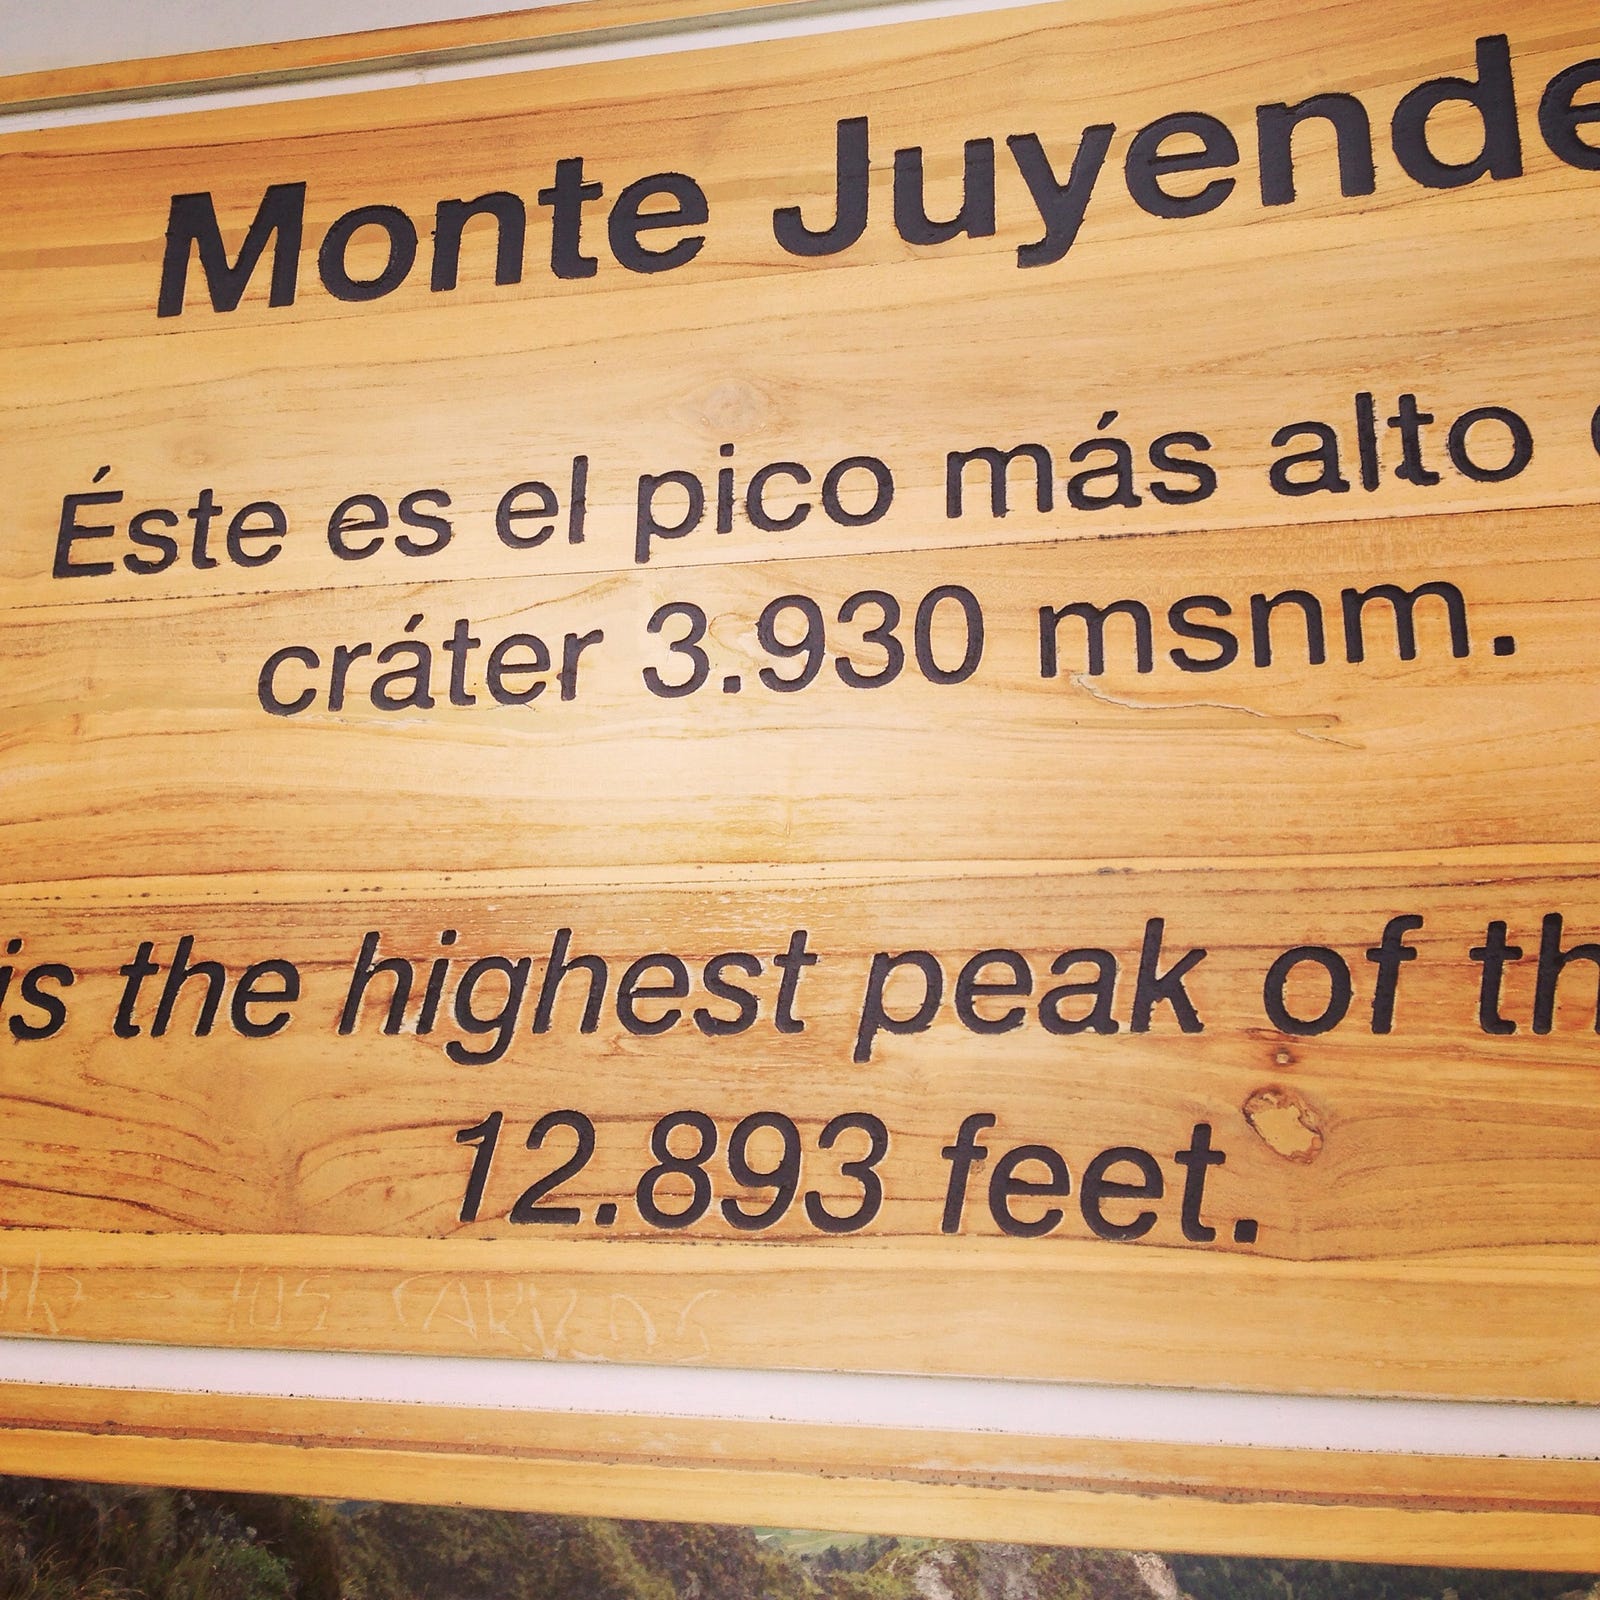 Monte Juyende
Éste es el pico más alto
cráter 3.930 msnm.
is the highest peak of th
12.893 feet.